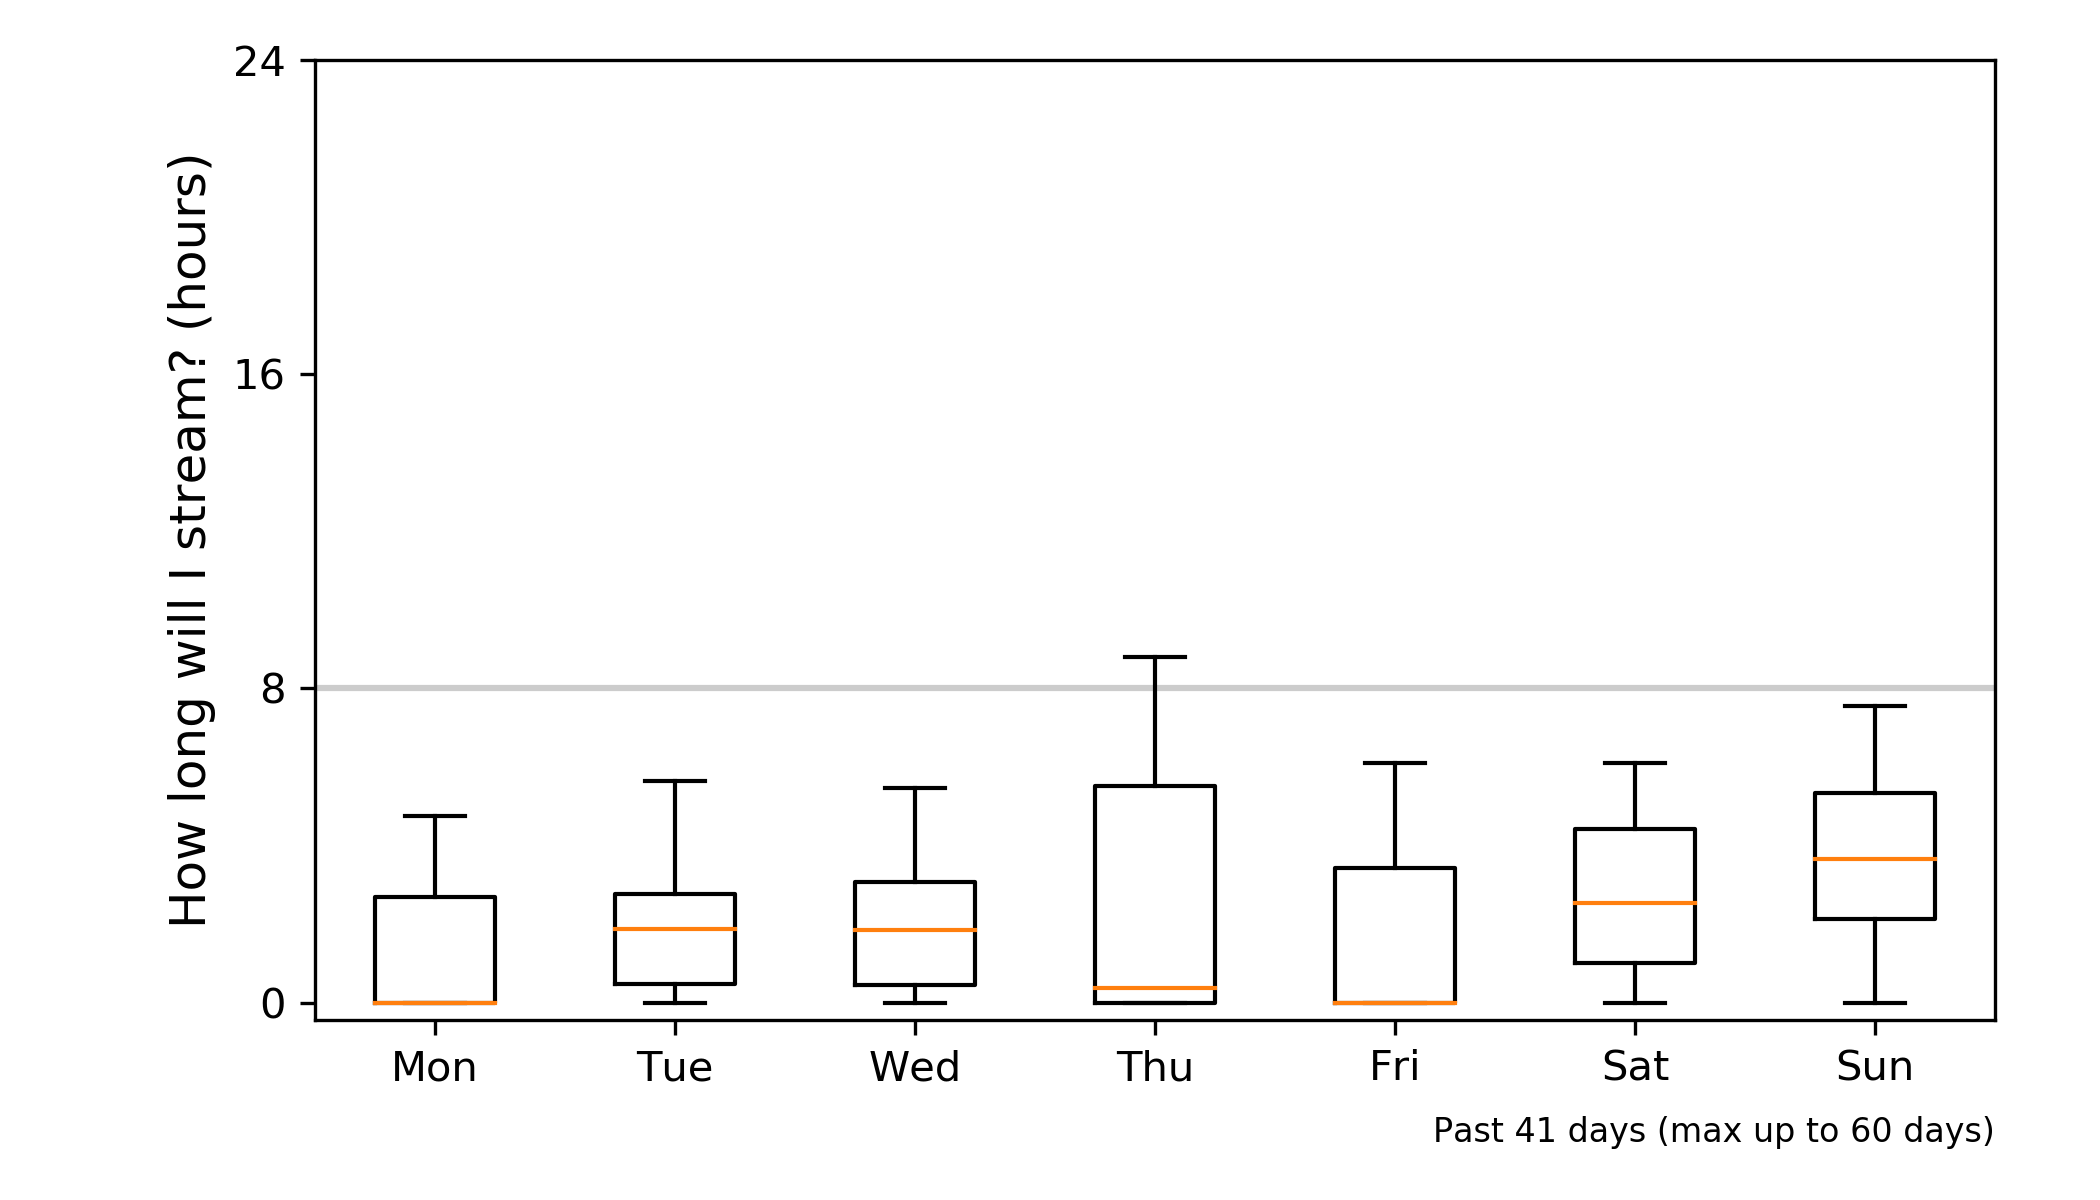 How long will I stream? (hours)
24
16
8
0
Mon Tue Wed Thu Fri Sat Sun
Past 41 days (max up to 60 days)